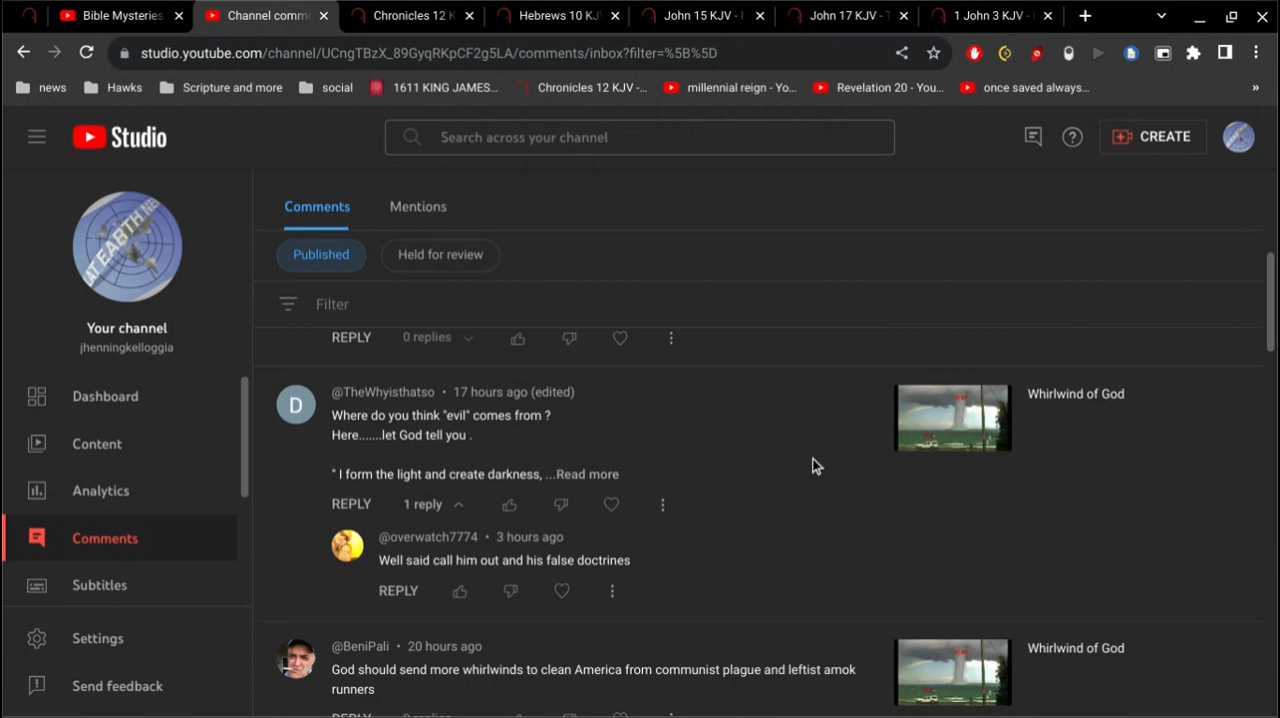 Bible Mysteries
Channel comm
Chronicles 12 K
Hebrews 10 KJV
John 15 KJV -
John 17 KJV -
1 John 3 KJV -
studio.youtube.com/channel/UCngTBzX_89GyqRKpCF2g5LA/comments/inbox?filter=%5B%5D
news
Hawks
Scripture and more
social
1611 KING JAMES...
Chronicles 12 KJV -...
millennial reign - Yo...
Revelation 20 - You...
once saved always...
»
Studio
Search across your channel
CREATE
LAT EARTH NE
Your channel
jhenningkelloggia
Dashboard
Content
Analytics
Comments
Subtitles
Settings
Send feedback
Comments
Mentions
Published
Held for review
Filter
REPLY
0 replies
D
@TheWhyisthatso • 17 hours ago (edited)
Where do you think "evil" comes from ?
Here.......let God tell you .
" I form the light and create darkness, ...Read more
REPLY
1 reply
@overwatch7774 • 3 hours ago
Well said call him out and his false doctrines
REPLY
Whirlwind of God
@BeniPali • 20 hours ago
God should send more whirlwinds to clean America from communist plague and leftist amok
runners
REPLY
0 replies
Whirlwind of God